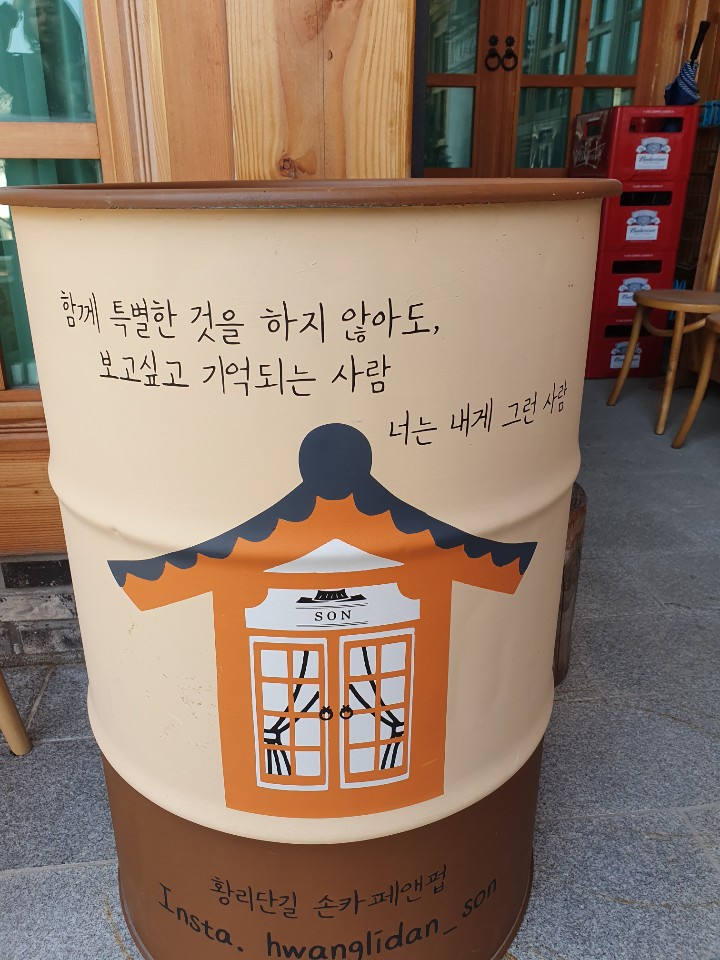 함께 특별한 것을 하지 않아도,
보고싶고 기억되는 사람
너는 내게 그런 사람
SON
황리단길 손카페앤펍
Insta. hwanglidan_son
Budweiser
Budweiser